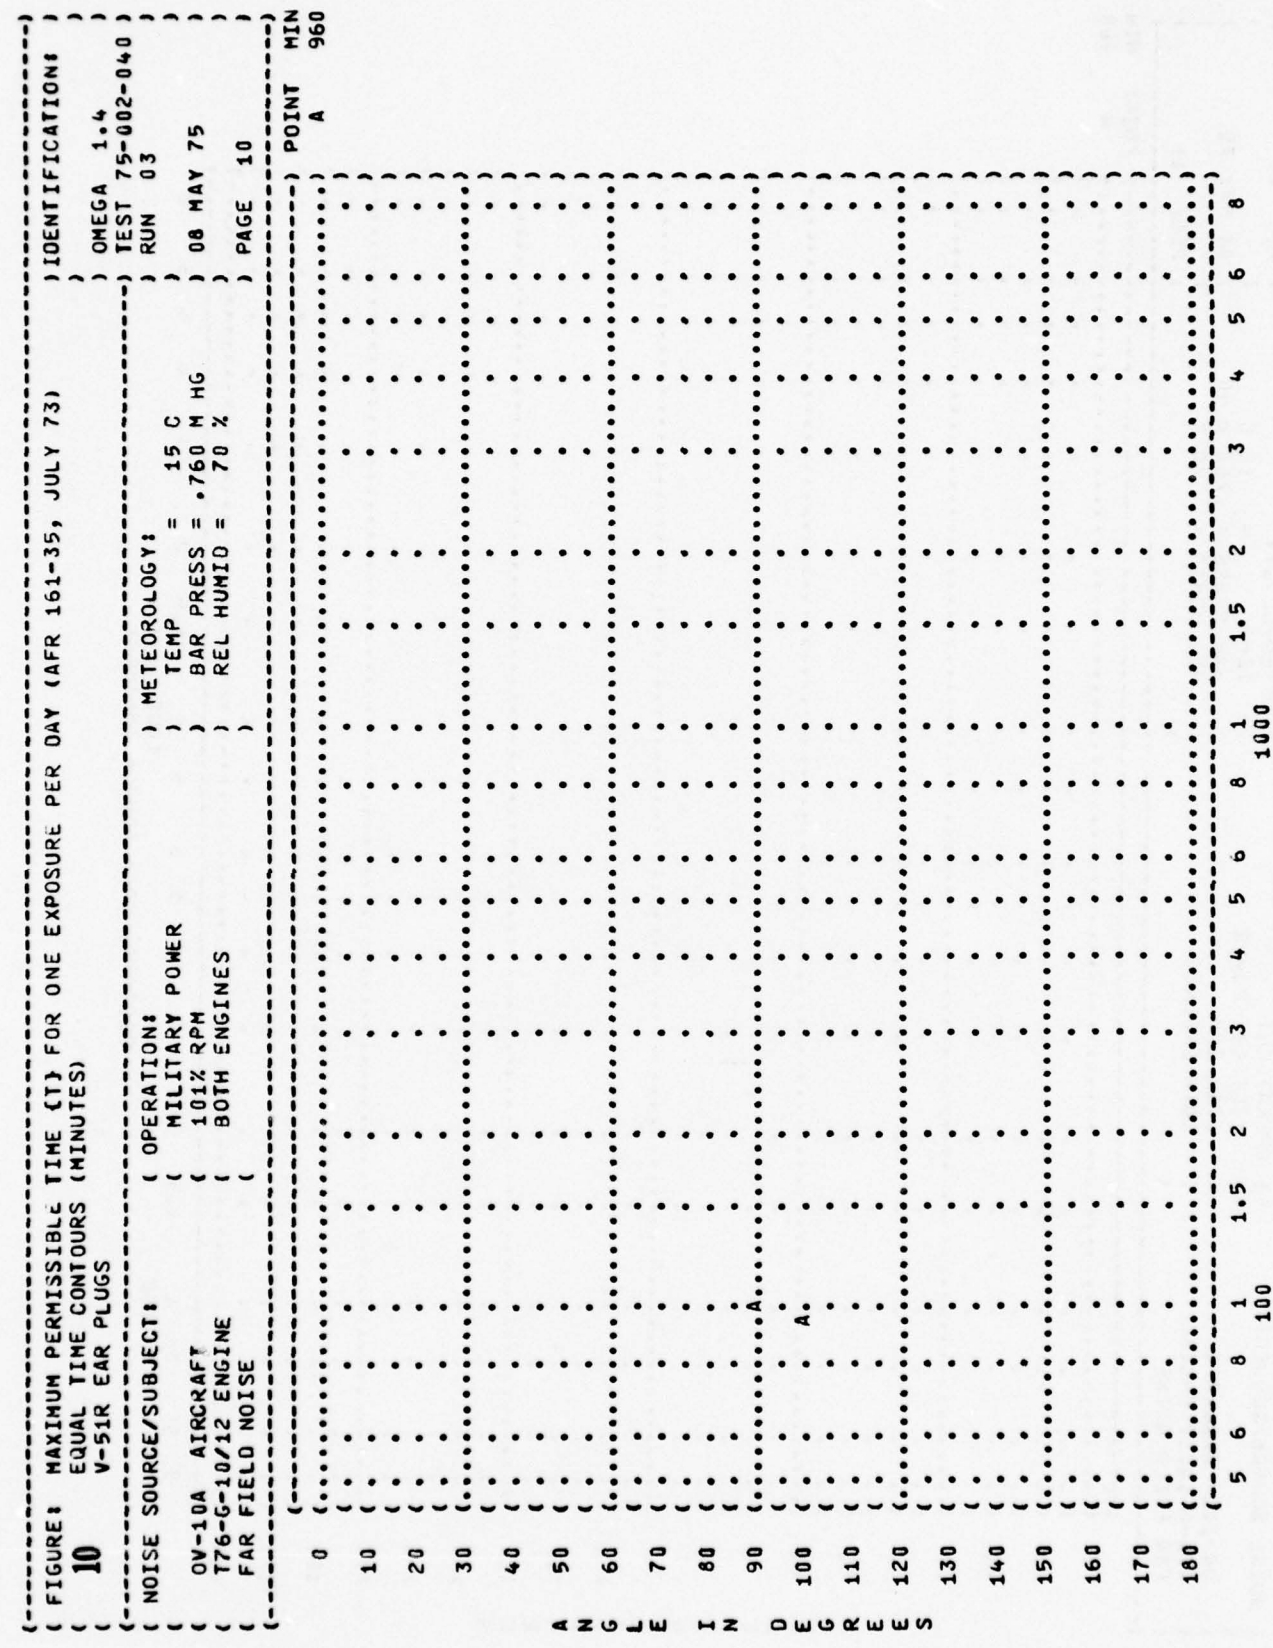 FIGURE: MAXIMUM PERMISSIBLE TIME (T) FOR ONE EXPOSURE PER DAY (AFR 161-35, JULY 73)
10 EQUAL TIME CONTOURS (MINUTES)
V-51R EAR PLUGS
IDENTIFICATION:
OMEGA 1.4
TEST 75-002-040
RUN 03
08 MAY 75
PAGE 10
NOISE SOURCE/SUBJECT:
OV-10A AIRCRAFT
T76-G-10/12 ENGINE
FAR FIELD NOISE
OPERATION:
MILITARY POWER
101% RPM
BOTH ENGINES
METEOROLOGY:
TEMP = 15 C
BAR PRESS = .760 M HG
REL HUMID = 70 %
POINT MIN
A 960
0
10
20
30
40
50
60
70
80
90
100
110
120
130
140
150
160
170
180
ANGLE IN DEGREES
A
A
5 6 8 1 1.5 2 3 4 5 6 8 1 1.5 2 3 4 5 6 8
100 1000